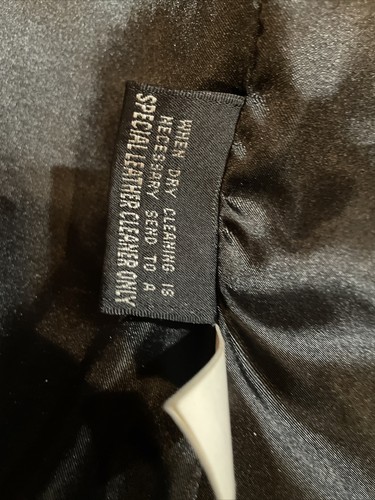 WHEN DRY CLEANING IS
NECESSARY SEND TO A
SPECIAL LEATHER CLEANER ONLY